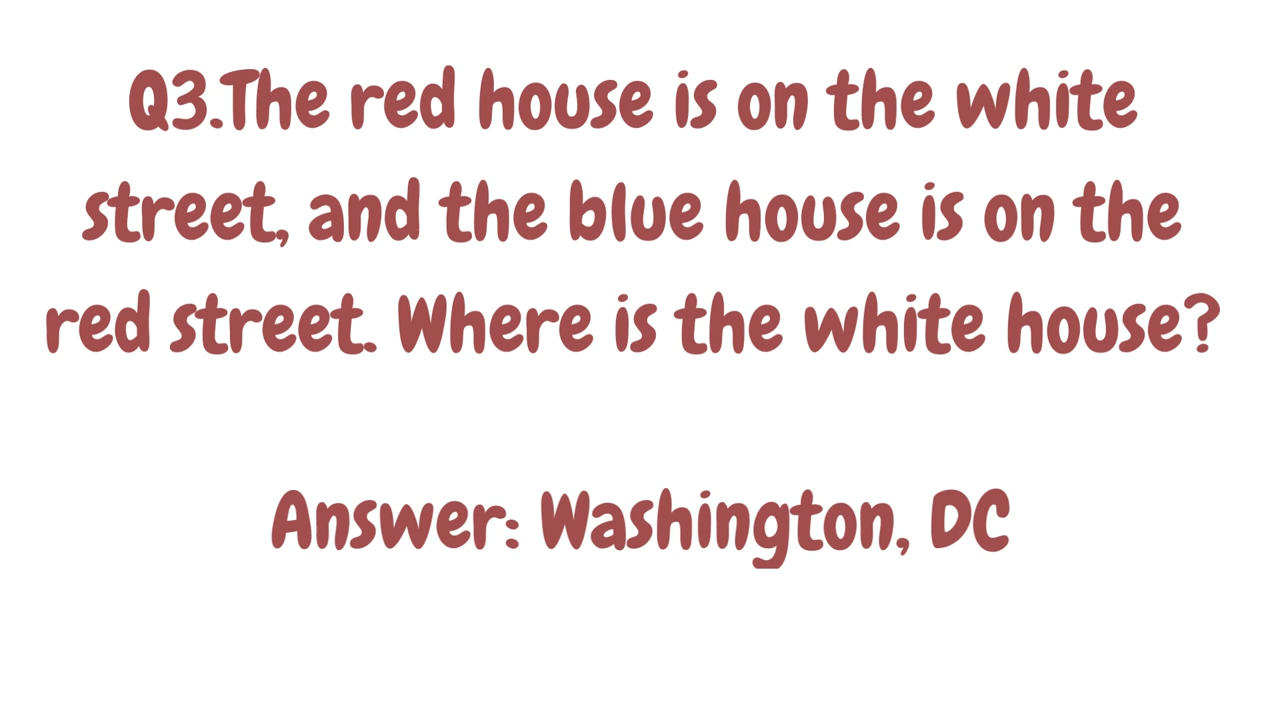 Q3.The red house is on the white
street, and the blue house is on the
red street. Where is the white house?
Answer: Washington, DC